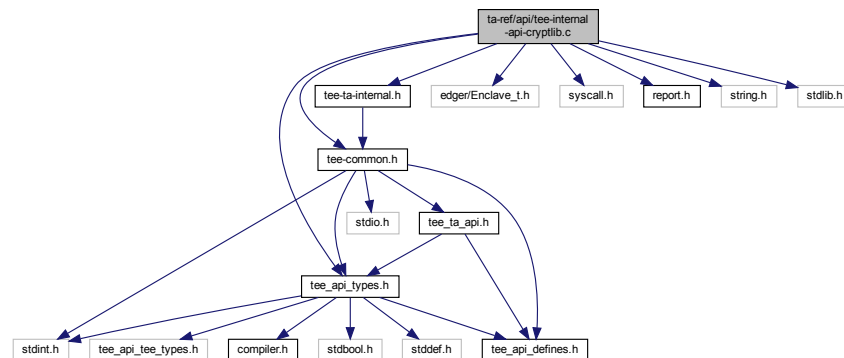 ta-ref/api/tee-internal
-api-cryptlib.c
tee-ta-internal.h
edger/Enclave_t.h
syscall.h
report.h
string.h
stdlib.h
tee-common.h
stdio.h
tee_ta_api.h
tee_api_types.h
stdint.h
tee_api_tee_types.h
compiler.h
stdbool.h
stddef.h
tee_api_defines.h